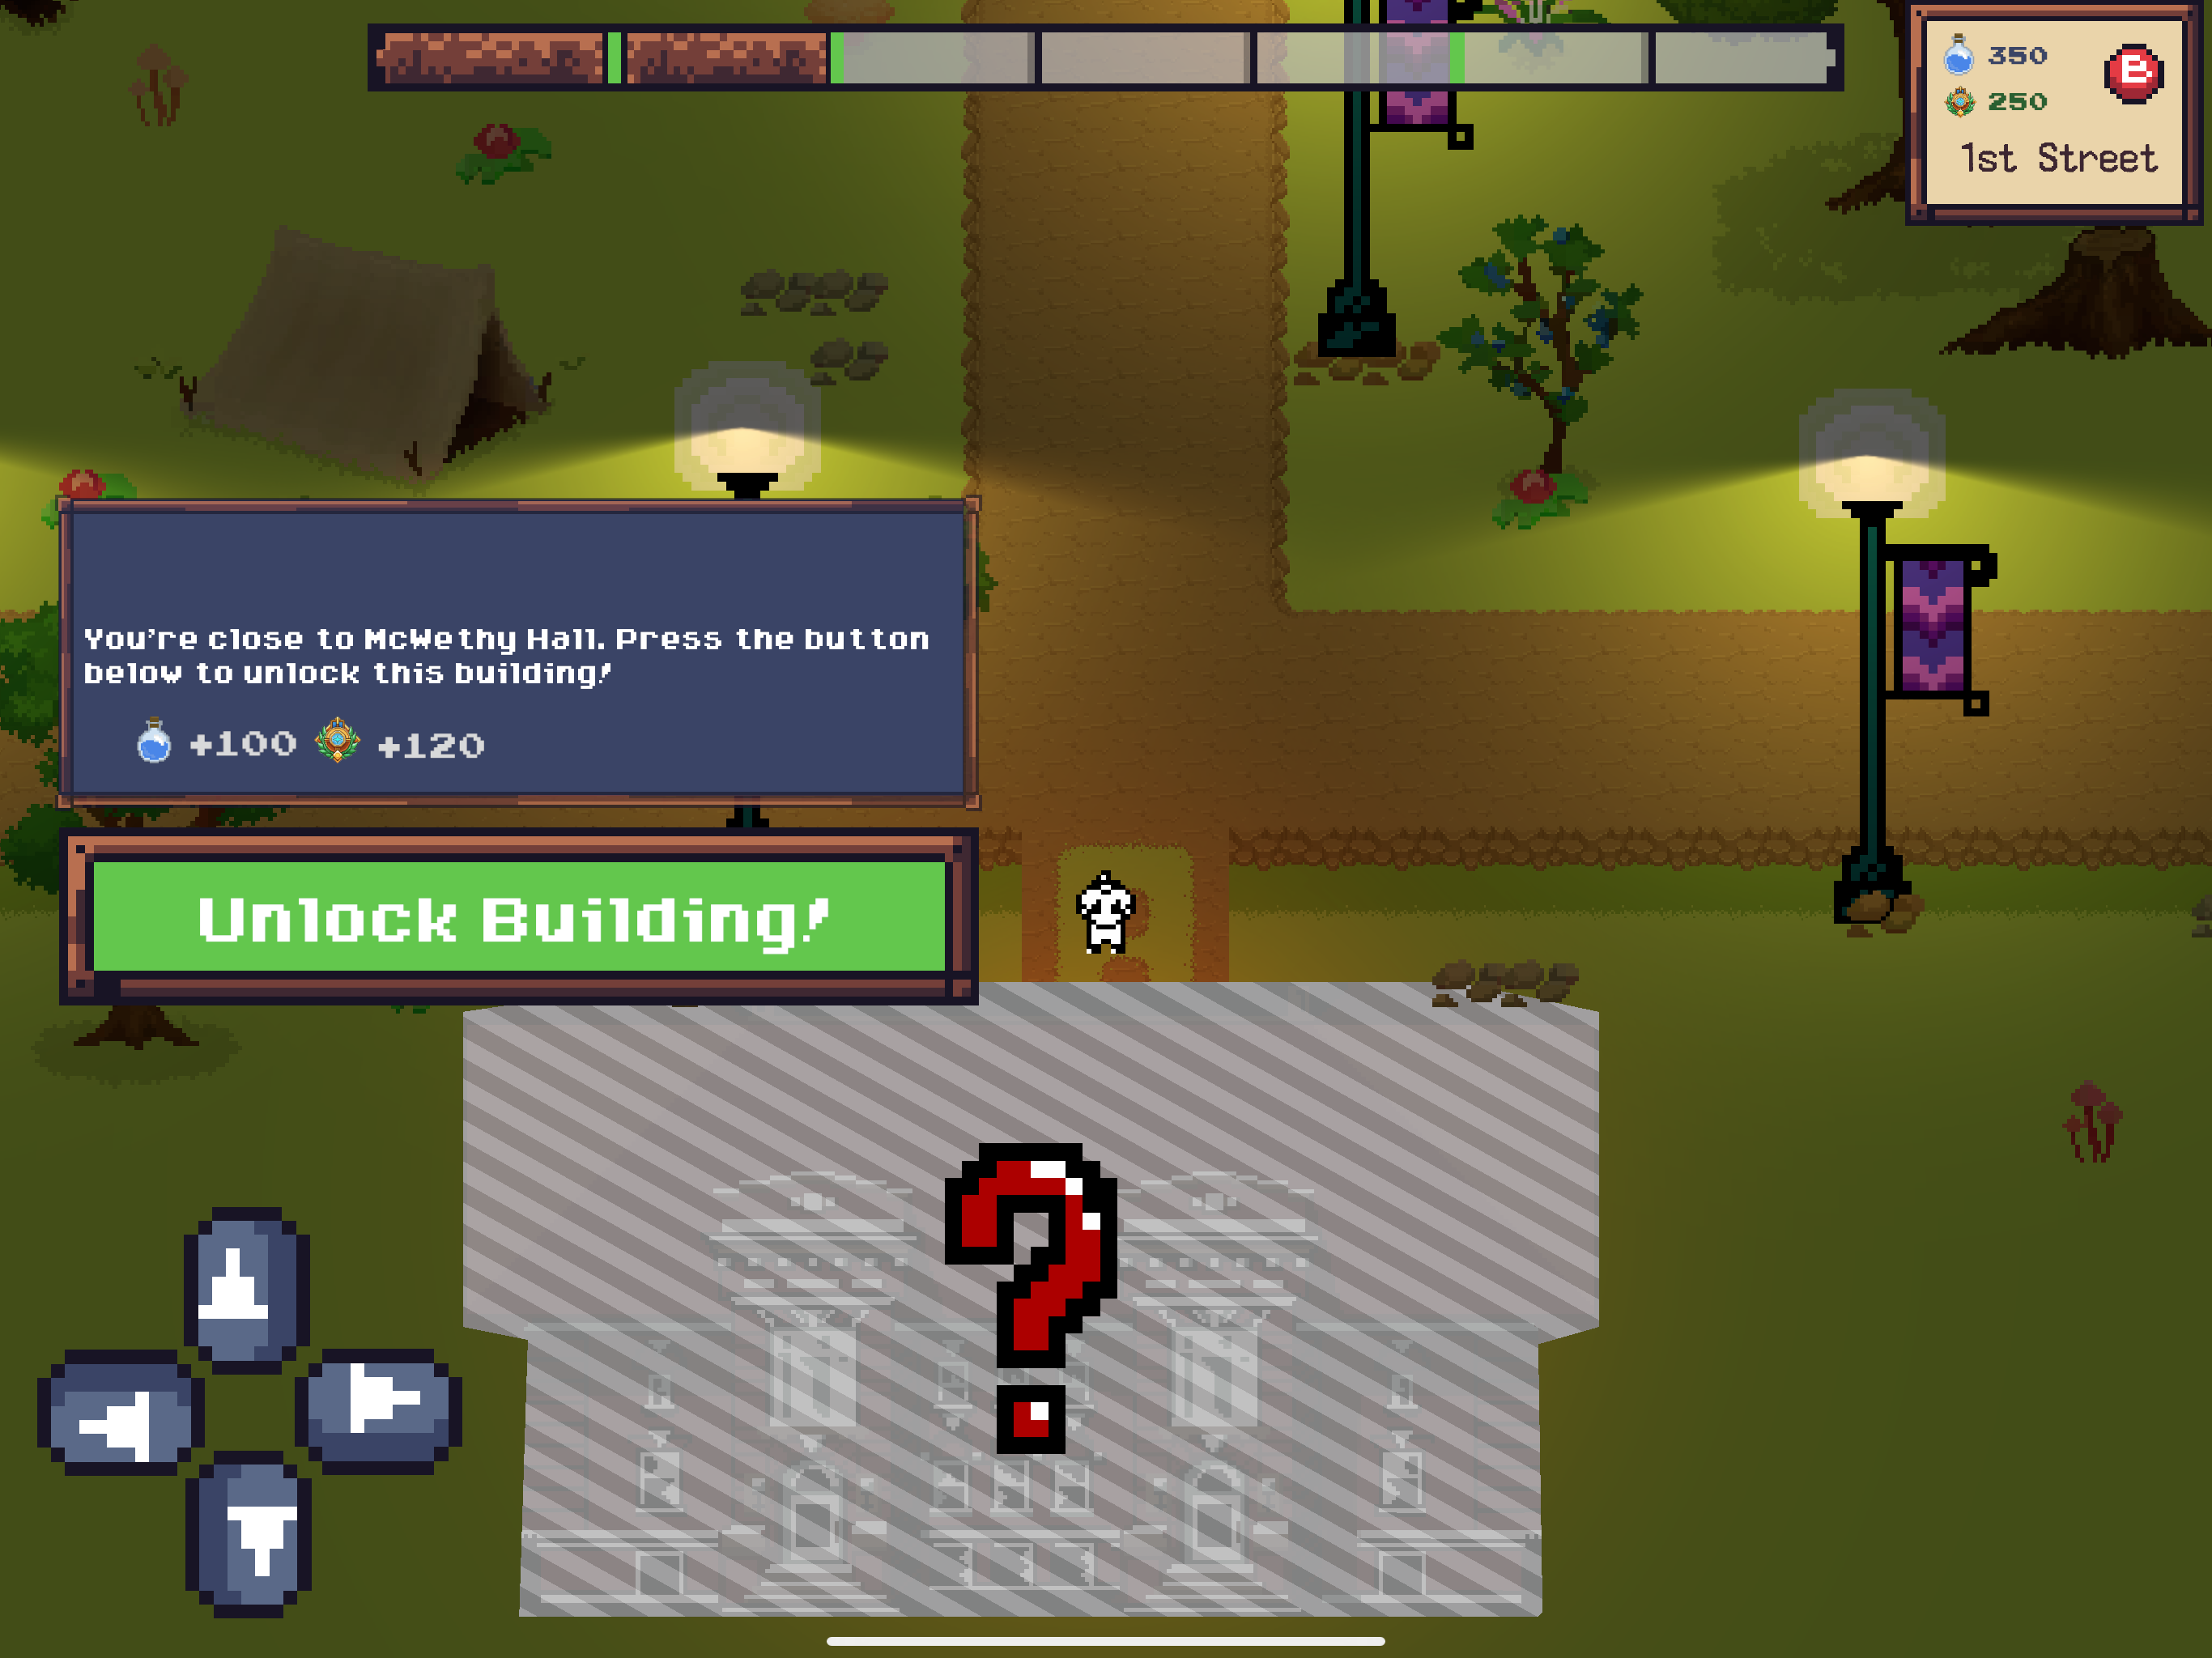 350
B
250
1st Street
You're close to McWethy Hall. Press the button
below to unlock this building!
+100 +120
Unlock Building!
?